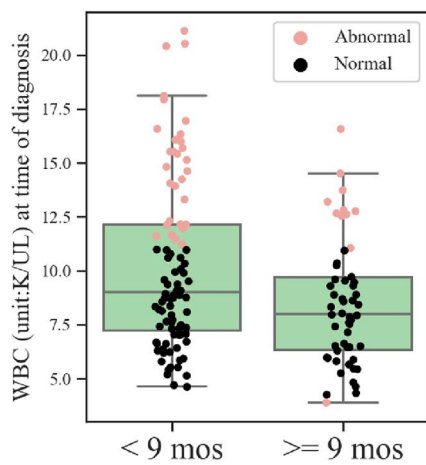 WBC (unit:K/UL) at time of diagnosis
20.0
17.5
15.0
12.5
10.0
7.5
5.0
Abnormal
Normal
< 9 mos
>= 9 mos